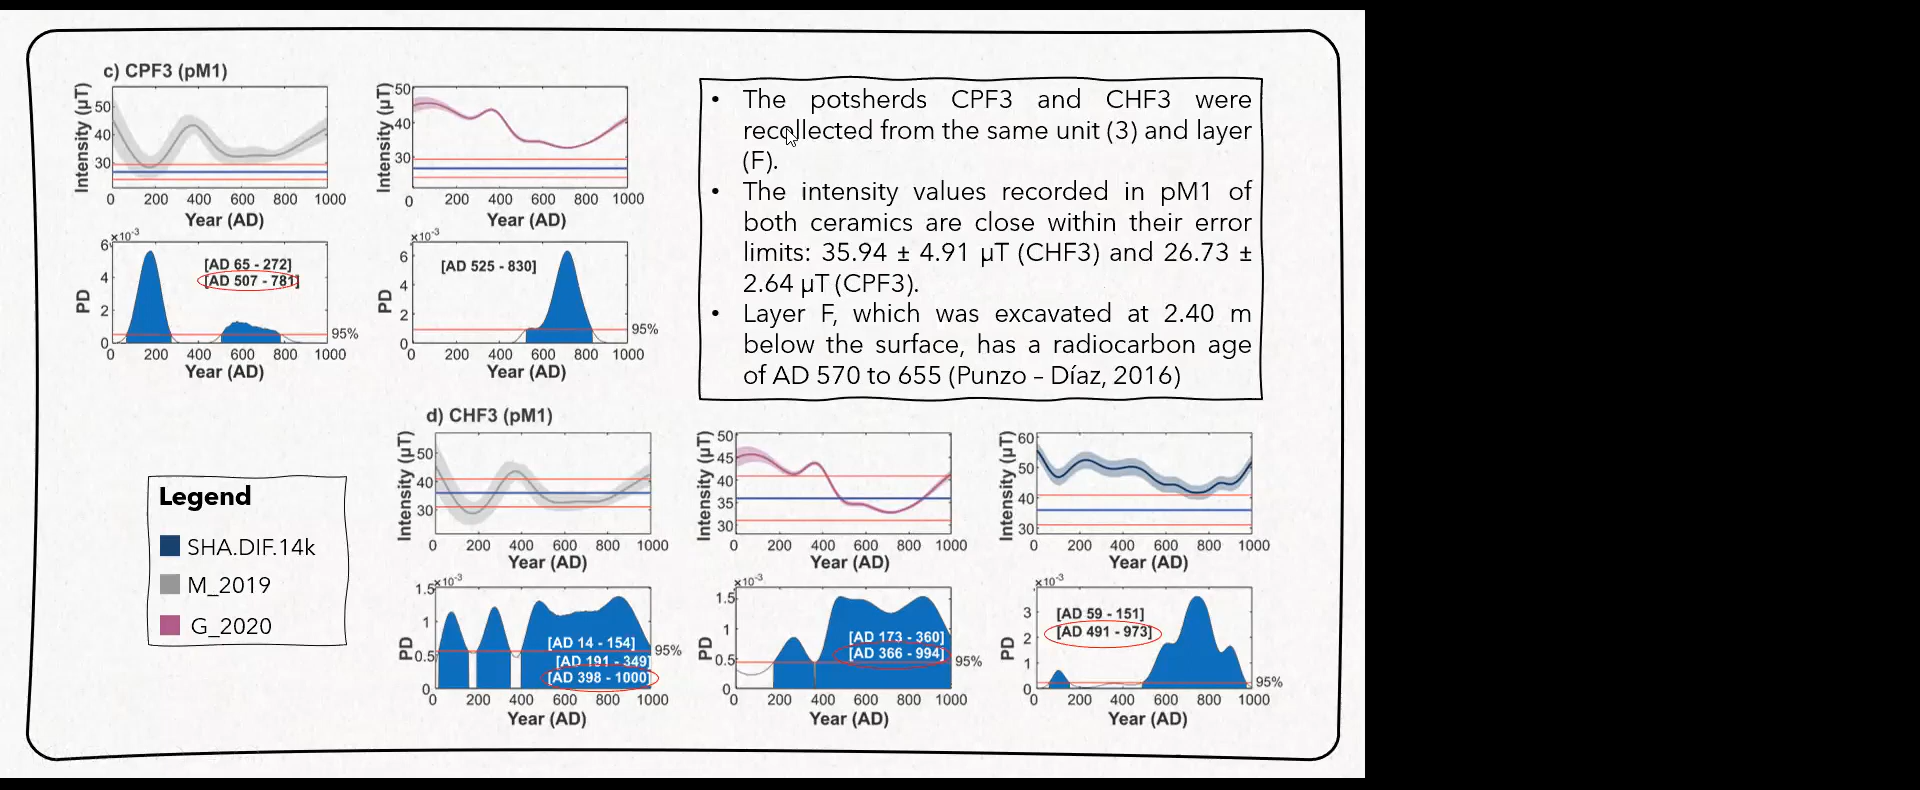 c) CPF3 (pM1)
Intensity (µT)
50
40
30
0 200 400 600 800 1000
Year (AD)
Intensity (µT)
50
40
30
0 200 400 600 800 1000
Year (AD)
×10⁻³
6
4
2
0
PD
[AD 65 - 272]
[AD 507 - 781]
95%
0 200 400 600 800 1000
Year (AD)
×10⁻³
6
4
2
0
PD
[AD 525 - 830]
95%
0 200 400 600 800 1000
Year (AD)
• The potsherds CPF3 and CHF3 were
recollected from the same unit (3) and layer
(F).
• The intensity values recorded in pM1 of
both ceramics are close within their error
limits: 35.94 ± 4.91 µT (CHF3) and 26.73 ±
2.64 µT (CPF3).
• Layer F, which was excavated at 2.40 m
below the surface, has a radiocarbon age
of AD 570 to 655 (Punzo – Díaz, 2016)
d) CHF3 (pM1)
Intensity (µT)
50
40
30
0 200 400 600 800 1000
Year (AD)
Intensity (µT)
50
45
40
35
30
0 200 400 600 800 1000
Year (AD)
Intensity (µT)
60
50
40
30
0 200 400 600 800 1000
Year (AD)
×10⁻³
1.5
1
0.5
0
PD
[AD 14 - 154]
[AD 191 - 349]
[AD 398 - 1000]
95%
0 200 400 600 800 1000
Year (AD)
×10⁻³
1.5
1
0.5
0
PD
[AD 173 - 360]
[AD 366 - 994]
95%
0 200 400 600 800 1000
Year (AD)
×10⁻³
3
2
1
0
PD
[AD 59 - 151]
[AD 491 - 973]
95%
0 200 400 600 800 1000
Year (AD)
Legend
SHA.DIF.14k
M_2019
G_2020